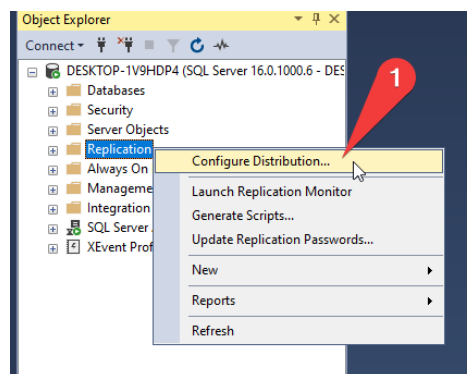 Object Explorer
Connect
DESKTOP-1V9HDP4 (SQL Server 16.0.1000.6 - DES
Databases
Security
Server Objects
Replication
Always On
Manageme
Integration
SQL Server
XEvent Prof
1
Configure Distribution...
Launch Replication Monitor
Generate Scripts...
Update Replication Passwords...
New
Reports
Refresh